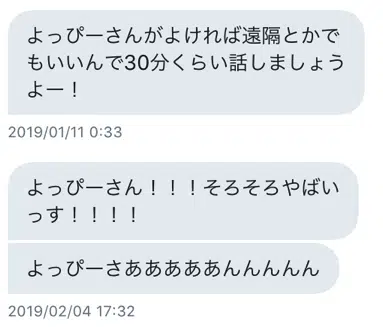 よっぴーさんがよければ遠隔とかで
もいいんで30分くらい話しましょう
よー！
2019/01/11 0:33
よっぴーさん！！！そろそろやばい
っす！！！！
よっぴーさああああああんんんんん
2019/02/04 17:32